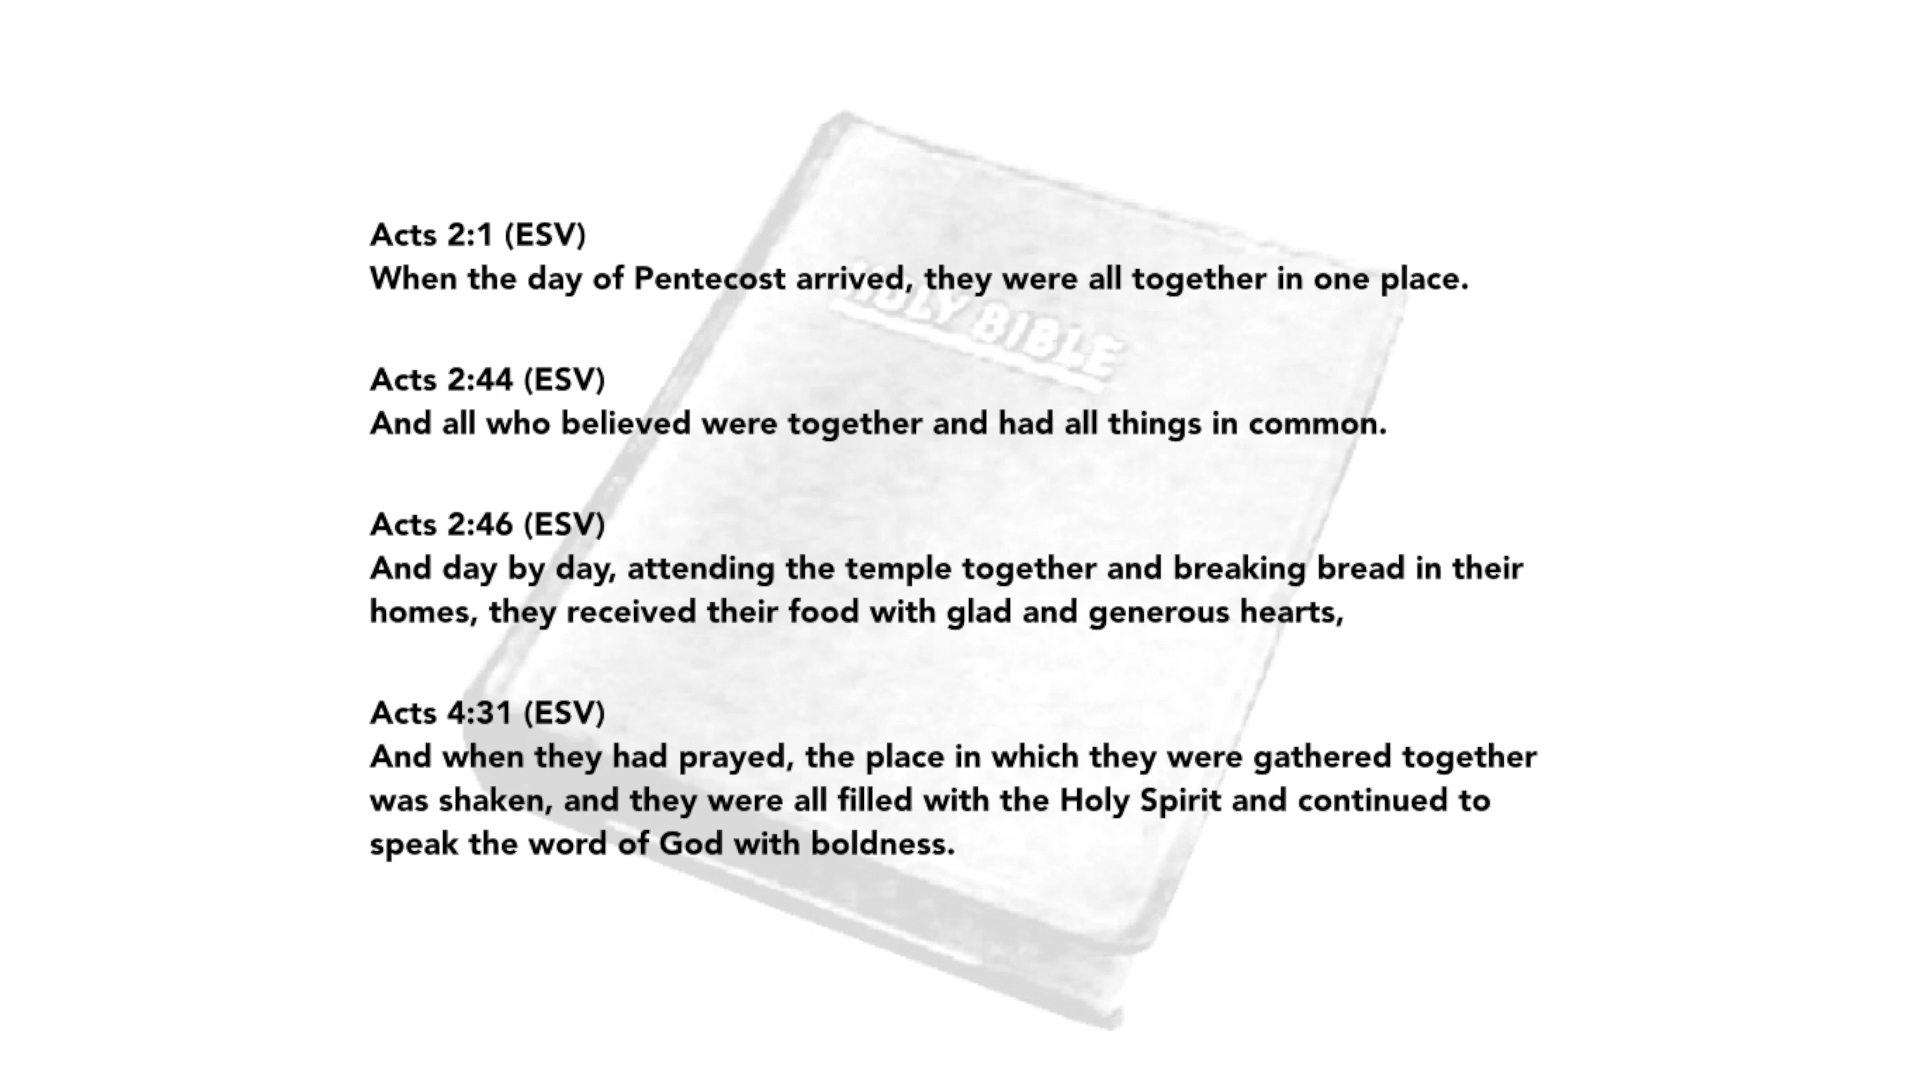 Acts 2:1 (ESV)
When the day of Pentecost arrived, they were all together in one place.
HOLY BIBLE
Acts 2:44 (ESV)
And all who believed were together and had all things in common.
Acts 2:46 (ESV)
And day by day, attending the temple together and breaking bread in their
homes, they received their food with glad and generous hearts,
Acts 4:31 (ESV)
And when they had prayed, the place in which they were gathered together
was shaken, and they were all filled with the Holy Spirit and continued to
speak the word of God with boldness.